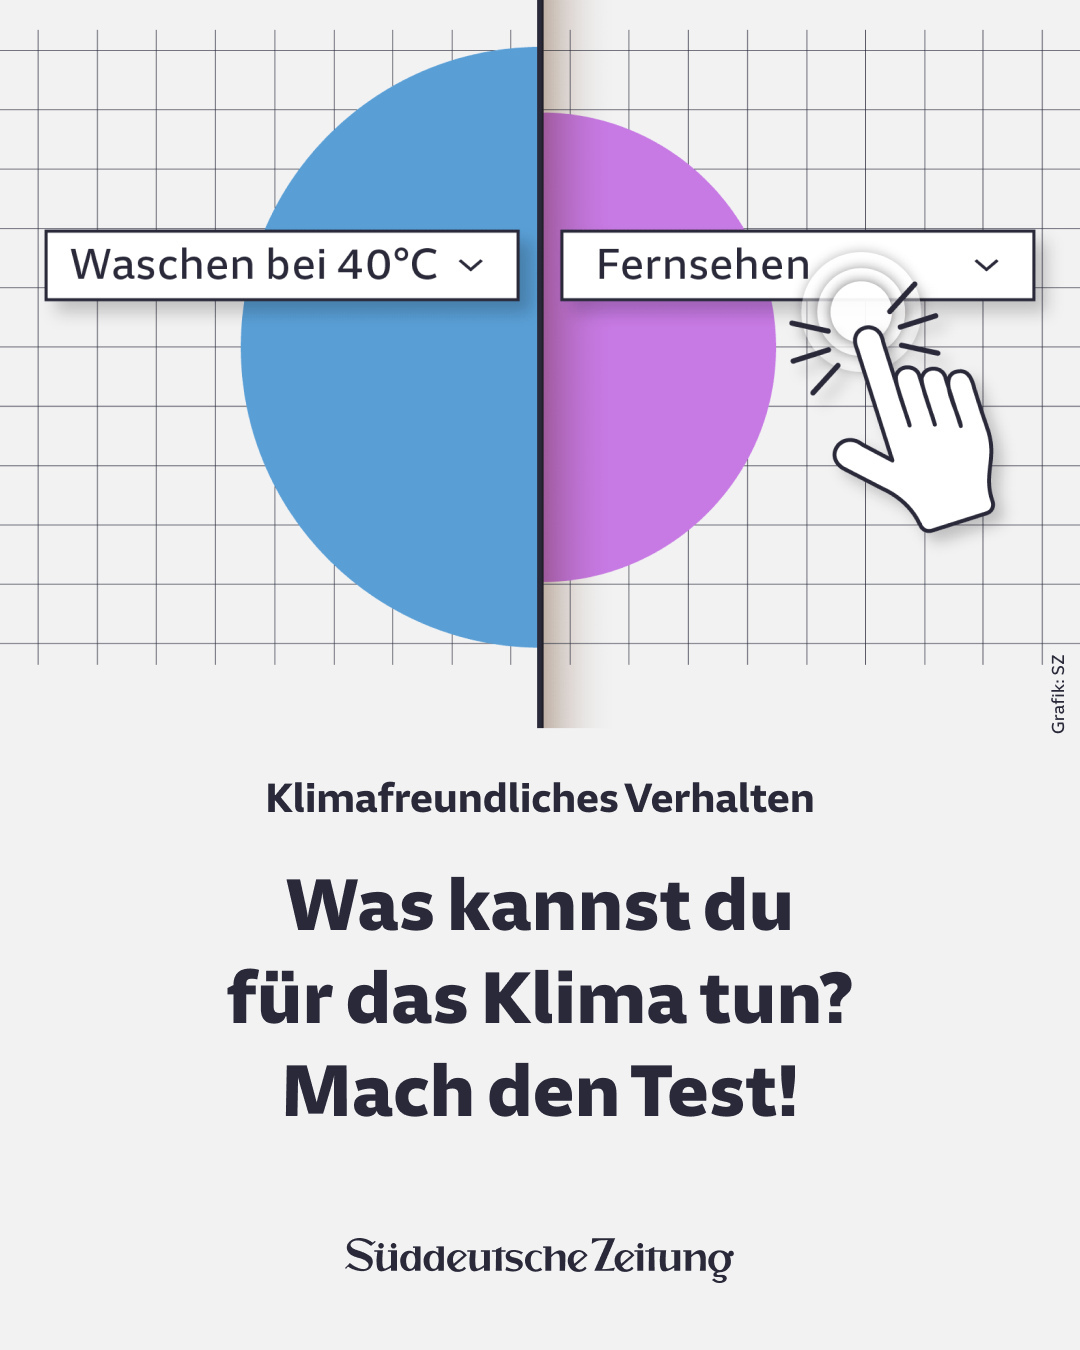 Waschen bei 40°C
Fernsehen
Grafik: SZ
Klimafreundliches Verhalten
Was kannst du
für das Klima tun?
Mach den Test!
Süddeutsche Zeitung